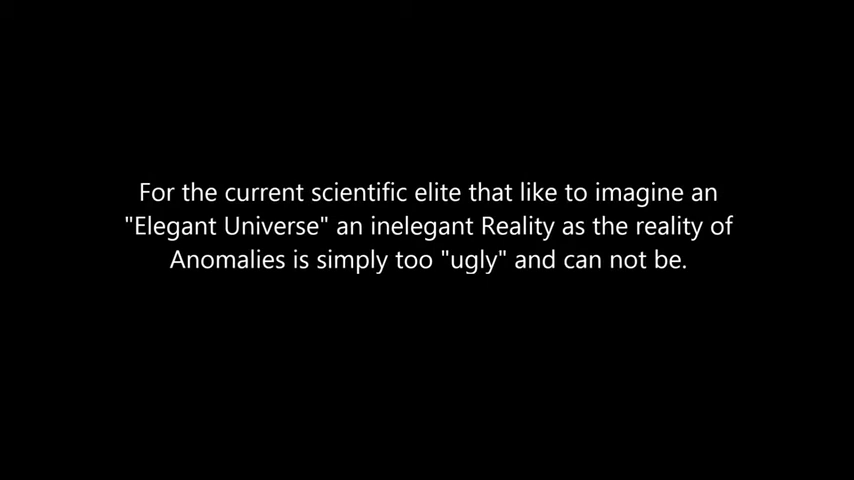 For the current scientific elite that like to imagine an
"Elegant Universe" an inelegant Reality as the reality of
Anomalies is simply too "ugly" and can not be.